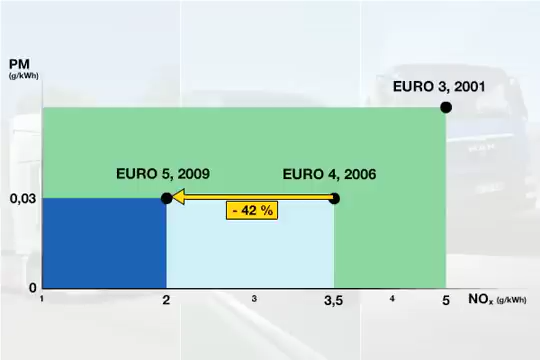 PM
(g/kWh)
EURO 3, 2001
EURO 5, 2009
EURO 4, 2006
0,03
- 42 %
0
1
2
3
3,5
4
5
NOx (g/kWh)